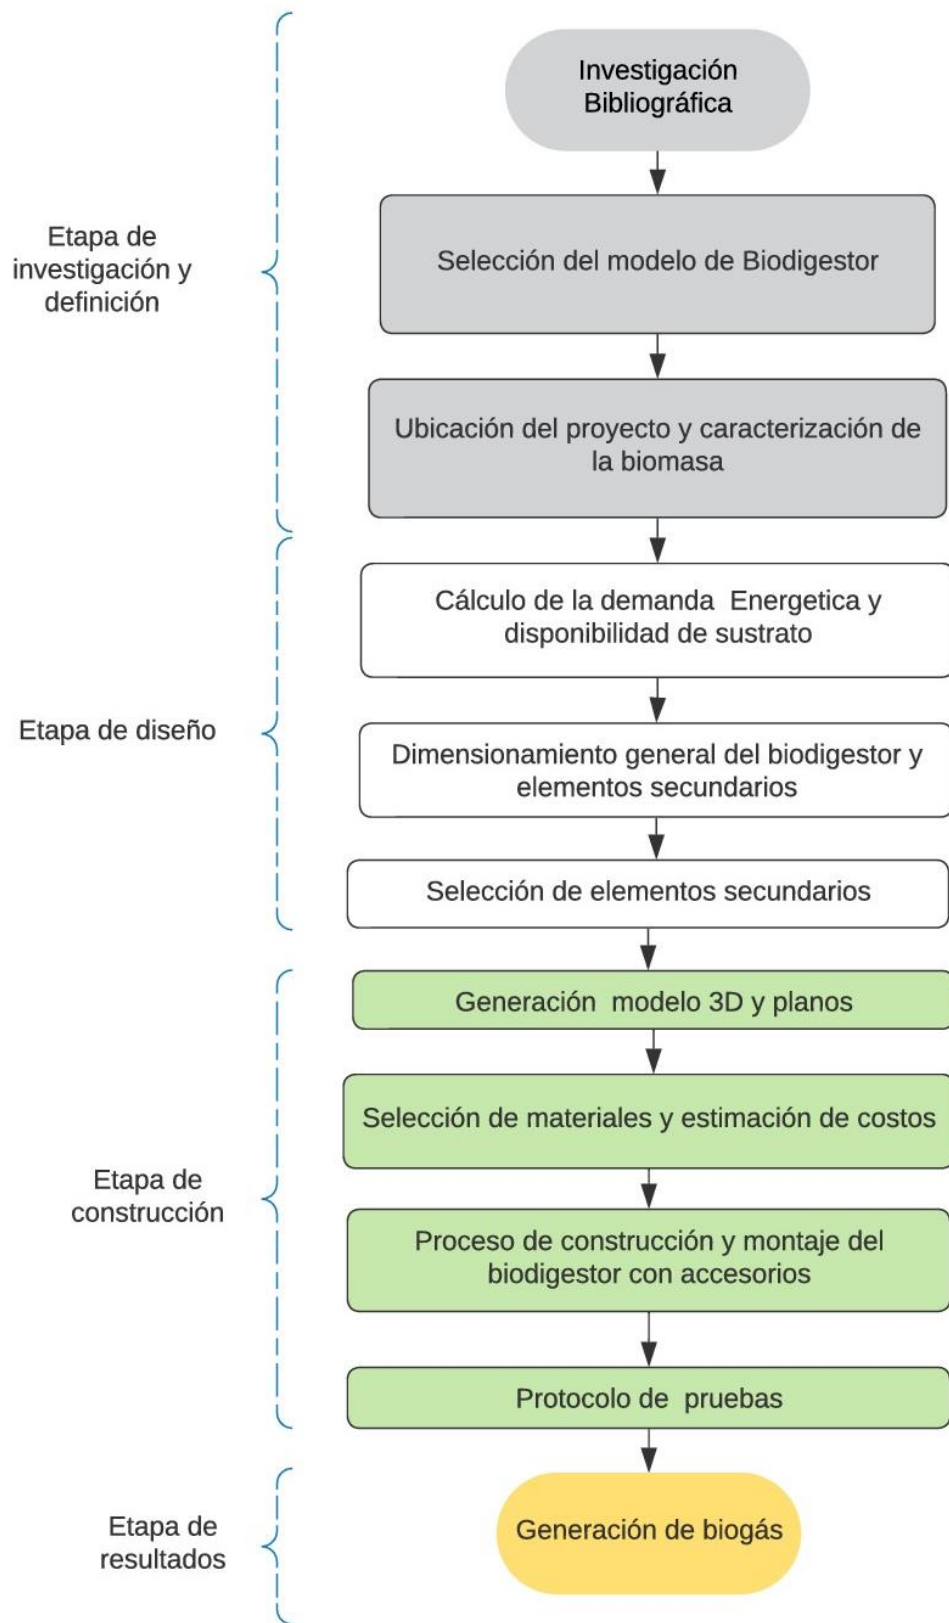 Investigación
Bibliográfica
Etapa de
investigación y
definición
Selección del modelo de Biodigestor
Ubicación del proyecto y caracterización de
la biomasa
Etapa de diseño
Cálculo de la demanda Energetica y
disponibilidad de sustrato
Dimensionamiento general del biodigestor y
elementos secundarios
Selección de elementos secundarios
Etapa de
construcción
Generación modelo 3D y planos
Selección de materiales y estimación de costos
Proceso de construcción y montaje del
biodigestor con accesorios
Protocolo de pruebas
Etapa de
resultados
Generación de biogás